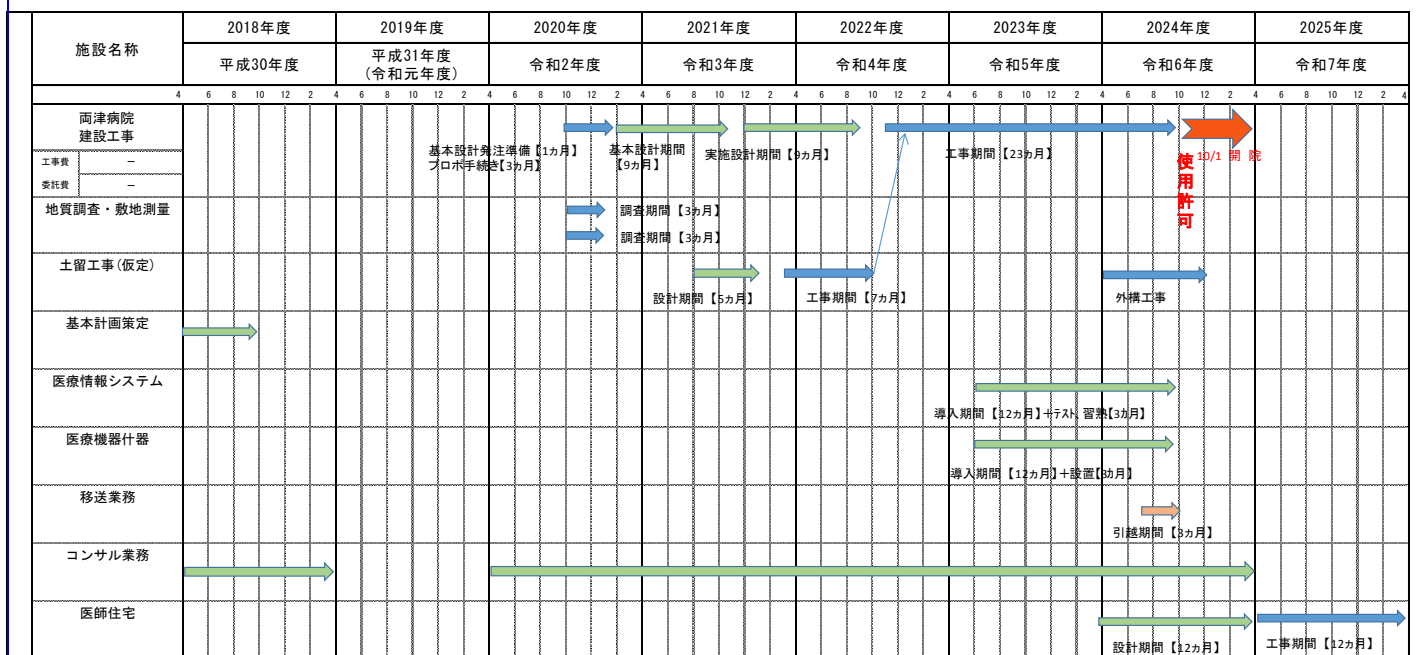 施設名称
2018年度 2019年度 2020年度 2021年度 2022年度 2023年度 2024年度 2025年度
平成30年度 平成31年度 令和2年度 令和3年度 令和4年度 令和5年度 令和6年度 令和7年度
(令和元年度)
4 6 8 10 12 2 4 6 8 10 12 2 4 6 8 10 12 2 4 6 8 10 12 2 4 6 8 10 12 2 4 6 8 10 12 2 4 6 8 10 12 2 4 6 8 10 12 2 4
両津病院
建設工事
工事費 －
委託費 －
基本設計発注準備【1カ月】
プロポ手続き【3カ月】
基本設計期間
【9カ月】
実施設計期間【9カ月】
工事期間【23カ月】
10/1 開 院
使用許可
地質調査・敷地測量
調査期間【3カ月】
調査期間【3カ月】
土留工事(仮定)
設計期間【5カ月】
工事期間【7カ月】
外構工事
基本計画策定
医療情報システム
導入期間【12カ月】＋テスト、習熟【3カ月】
医療機器什器
導入期間【12カ月】＋設置【3カ月】
移送業務
引越期間【3カ月】
コンサル業務
医師住宅
設計期間【12カ月】
工事期間【12カ月】